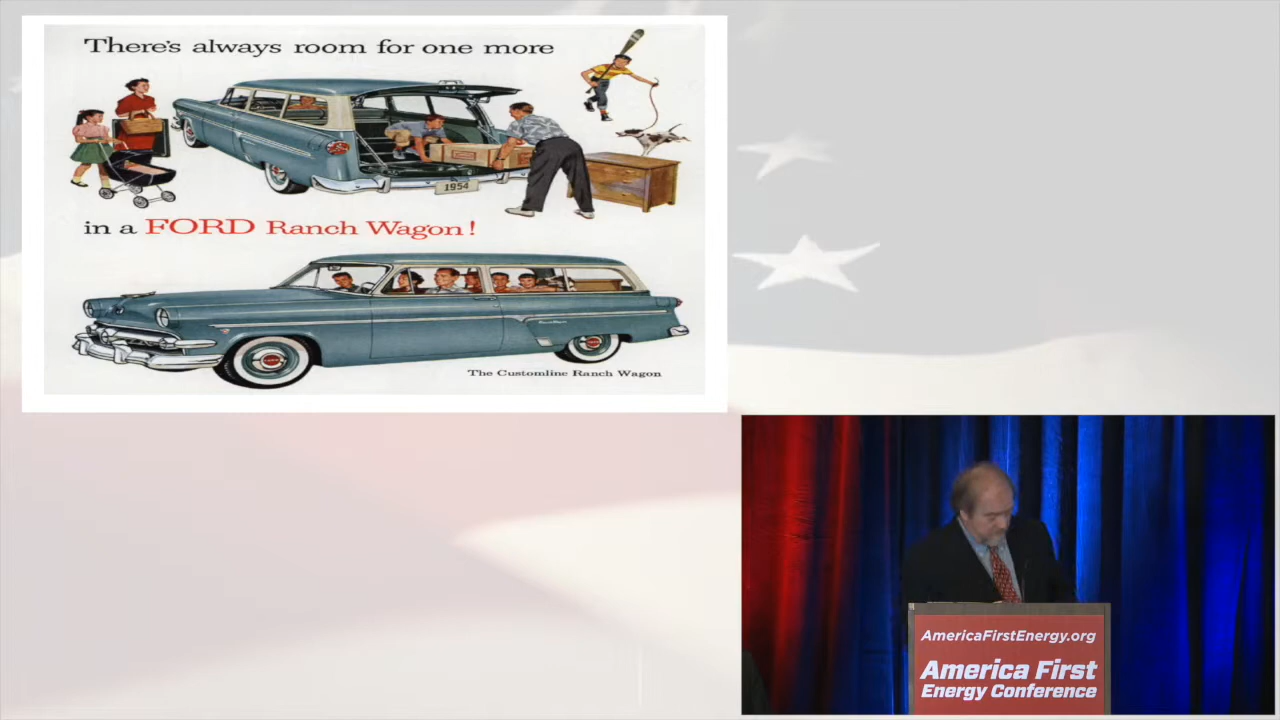 There's always room for one more
1954
in a FORD Ranch Wagon!
The Customline Ranch Wagon
AmericaFirstEnergy.org
America First
Energy Conference